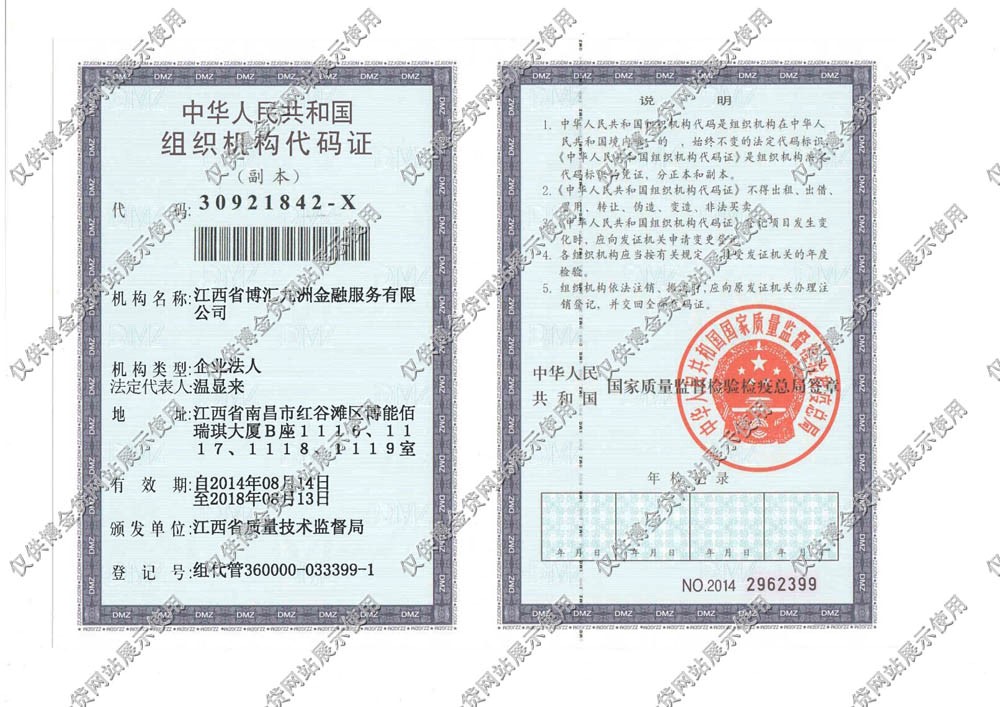 中华人民共和国
组织机构代码证
(副本)
代 码:30921842-X
机构名称:江西省博汇九洲金融服务有限
公司
机构类型:企业法人
法定代表人:温显来
地 址:江西省南昌市红谷滩区博能佰
瑞琪大厦B座1116、11
17、1118、1119室
有 效 期:自2014年08月14日
至2018年08月13日
颁发单位:江西省质量技术监督局
登 记 号:组代管360000-033399-1
说 明
1. 中华人民共和国组织机构代码是组织机构在中华人
民共和国境内唯一的、始终不变的法定代码标识,
《中华人民共和国组织机构代码证》是组织机构法定
代码标识的凭证,分正本和副本。
2.《中华人民共和国组织机构代码证》不得出租、出借、
冒用、转让、伪造、变造、非法买卖。
3.《中华人民共和国组织机构代码证》登记项目发生变
化时,应向发证机关申请变更登记。
4. 各组织机构应当按有关规定,接受发证机关的年度
检验。
5. 组织机构依法注销、撤消时,应向原发证机关办理注
销登记,并交回全部代码证。
中华人民
共和国
国家质量监督检验检疫总局签章
中华人民共和国国家质量监督检验检疫总局
年检记录
年 月 日 年 月 日 年 月 日 年 月 日
NO.2014 2962399
仅供博金贷网站展示使用